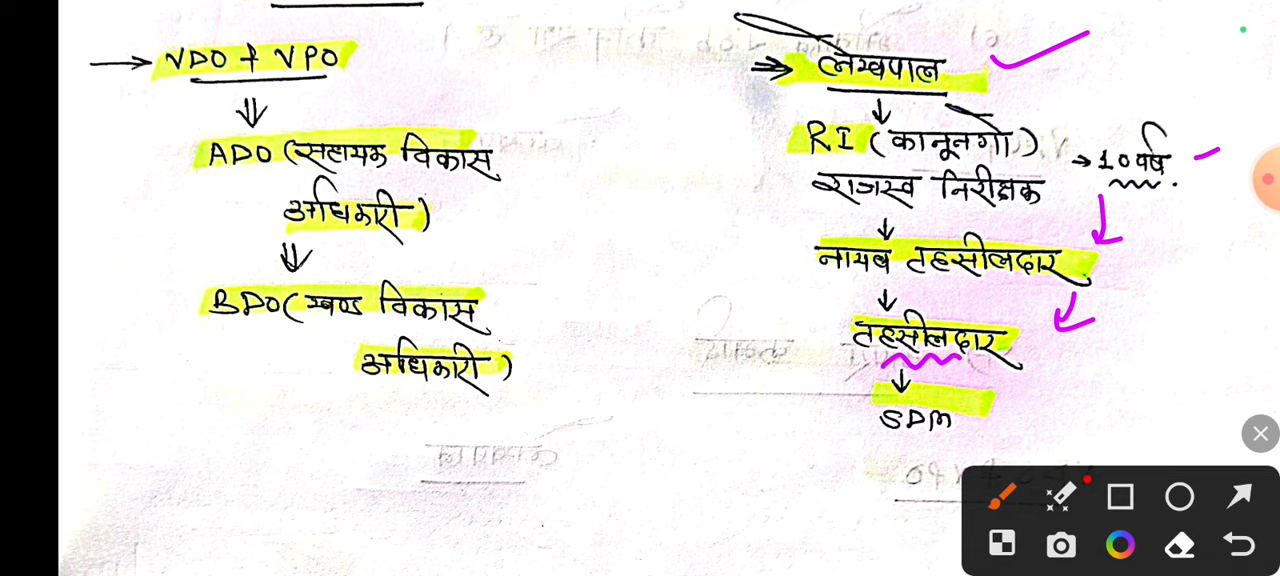 VDO + VPO
ADO (सहायक विकास
अधिकारी)
BDO (खण्ड विकास
अधिकारी)
लेखपाल
RI (कानूनगो)
→ 10 वर्ष
राजस्व निरीक्षक
नायब तहसीलदार
तहसीलदार
SDM